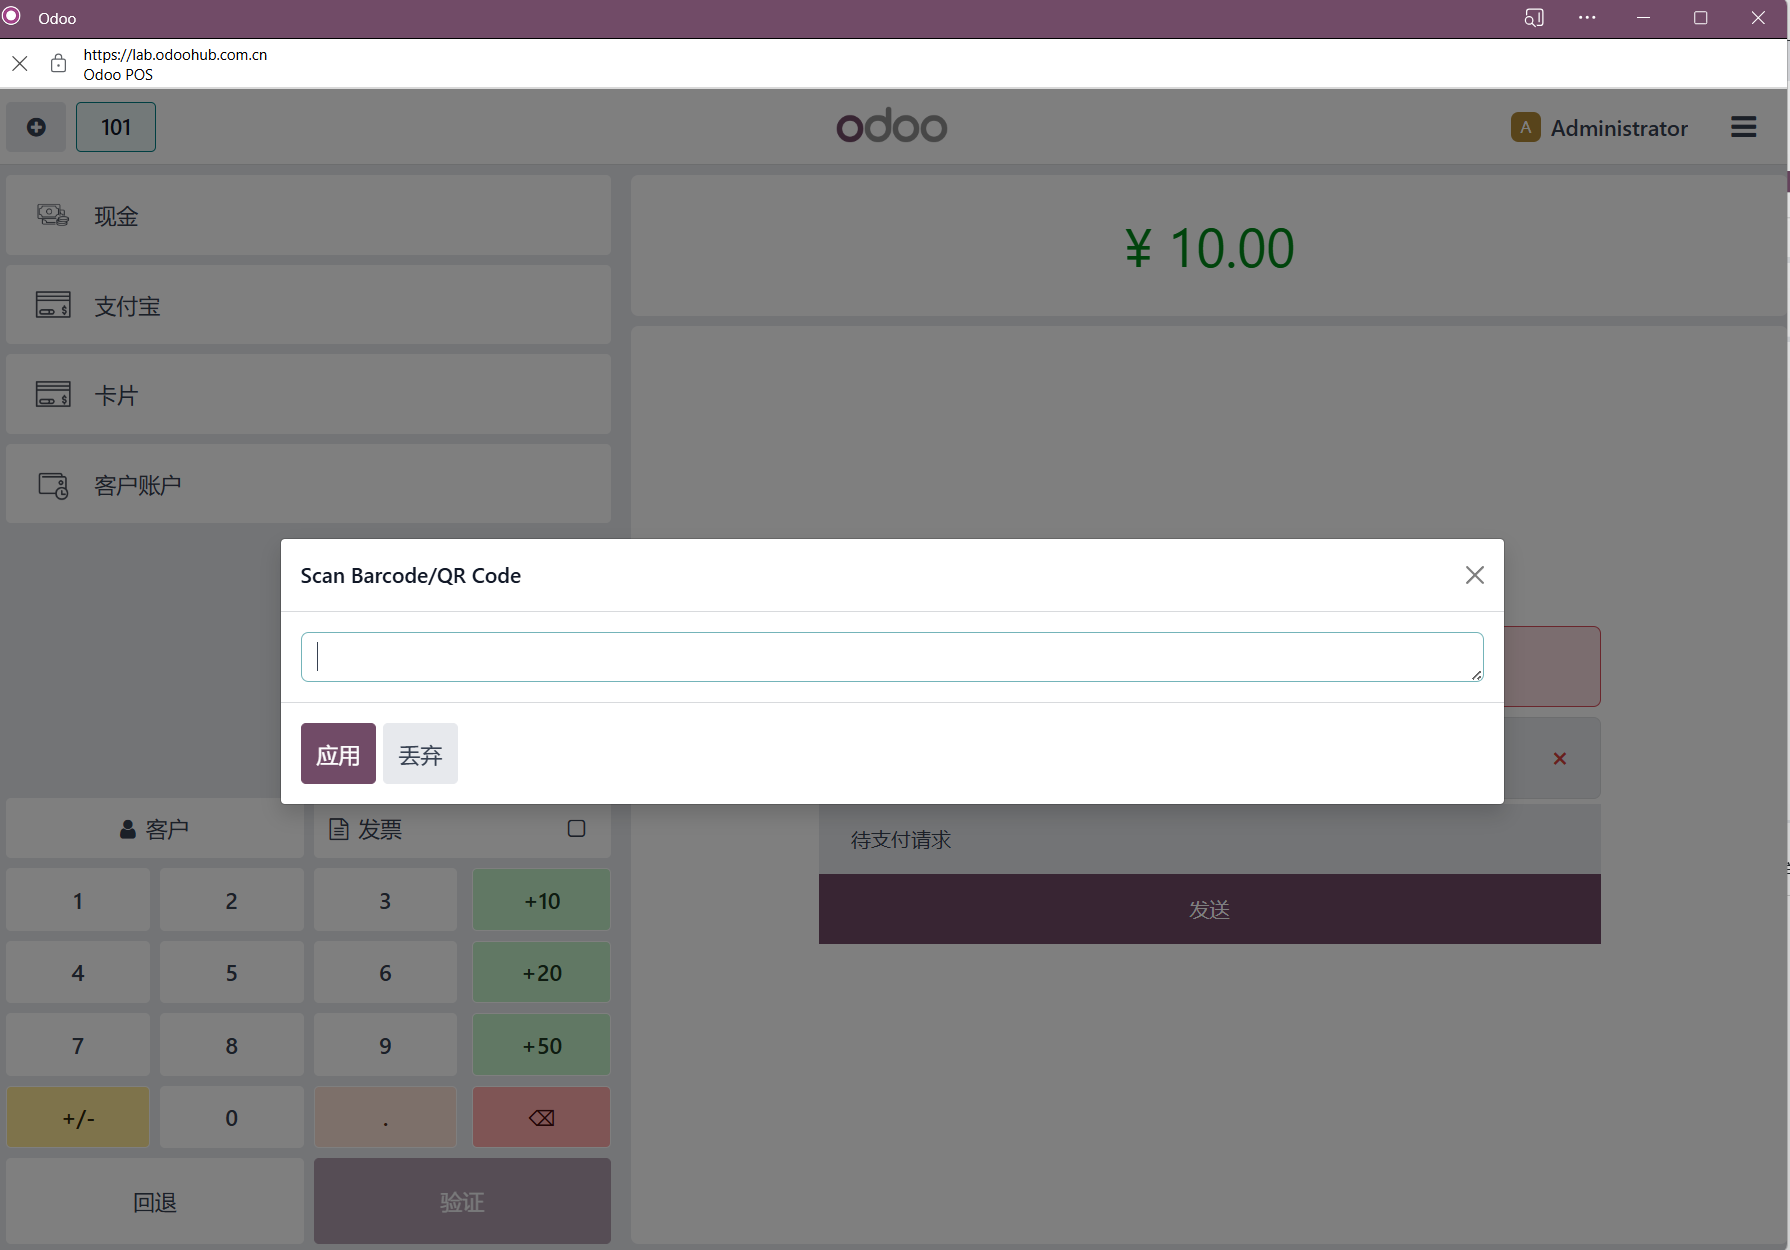 Odoo
https://lab.odoohub.com.cn
Odoo POS
101
odoo
A Administrator
现金
¥ 10.00
支付宝
卡片
客户账户
Scan Barcode/QR Code
应用 丢弃
客户 发票
待支付请求
发送
1 2 3 +10
4 5 6 +20
7 8 9 +50
+/- 0 .
回退 验证